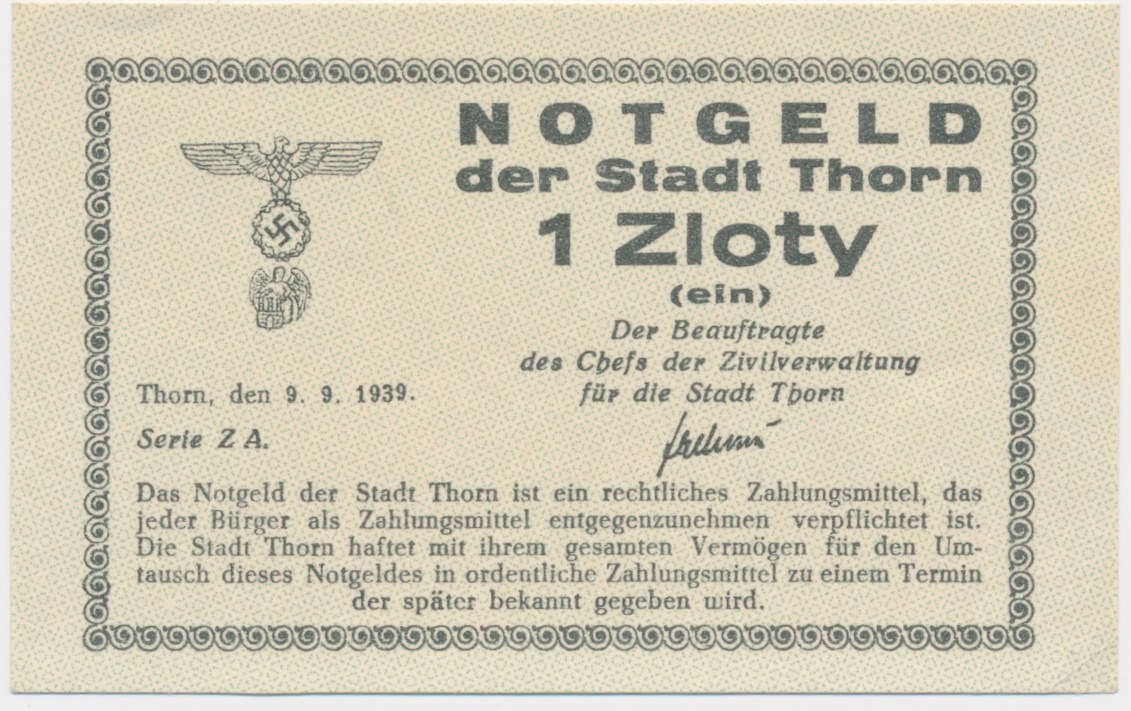 NOTGELD
der Stadt Thorn
1 Zloty
(ein)
Der Beauftragte
des Chefs der Zivilverwaltung
für die Stadt Thorn
Thorn, den 9. 9. 1939.
Serie Z A.
Das Notgeld der Stadt Thorn ist ein rechtliches Zahlungsmittel, das
jeder Bürger als Zahlungsmittel entgegenzunehmen verpflichtet ist.
Die Stadt Thorn haftet mit ihrem gesamten Vermögen für den Um-
tausch dieses Notgeldes in ordentliche Zahlungsmittel zu einem Termin
der später bekannt gegeben wird.